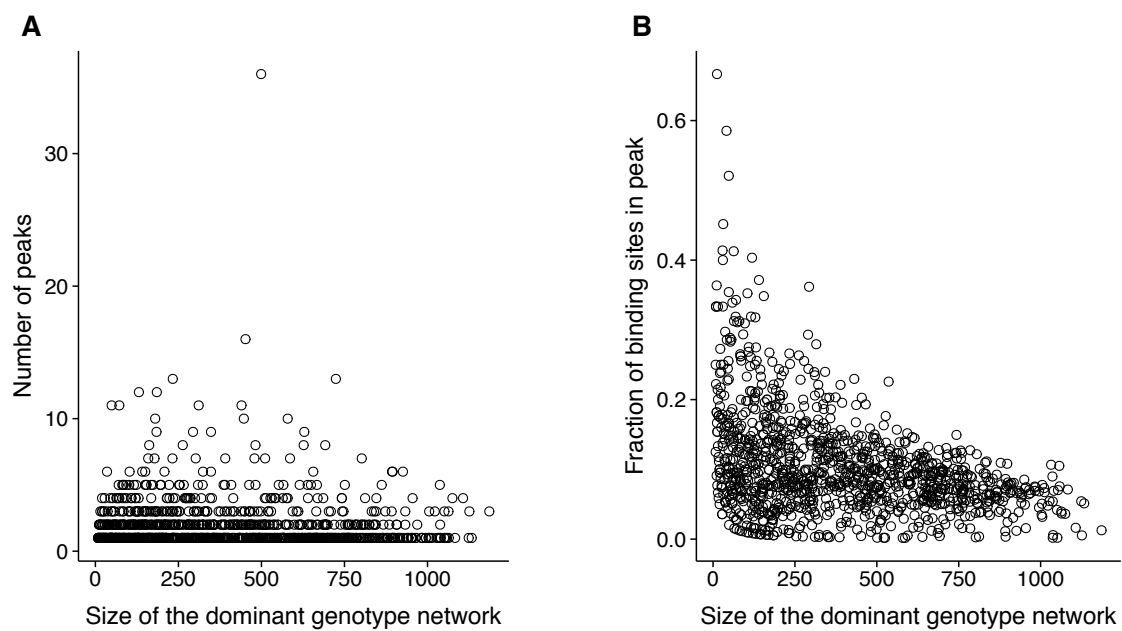 A
Number of peaks
30
20
10
0
0 250 500 750 1000
Size of the dominant genotype network
B
Fraction of binding sites in peak
0.6
0.4
0.2
0.0
0 250 500 750 1000
Size of the dominant genotype network